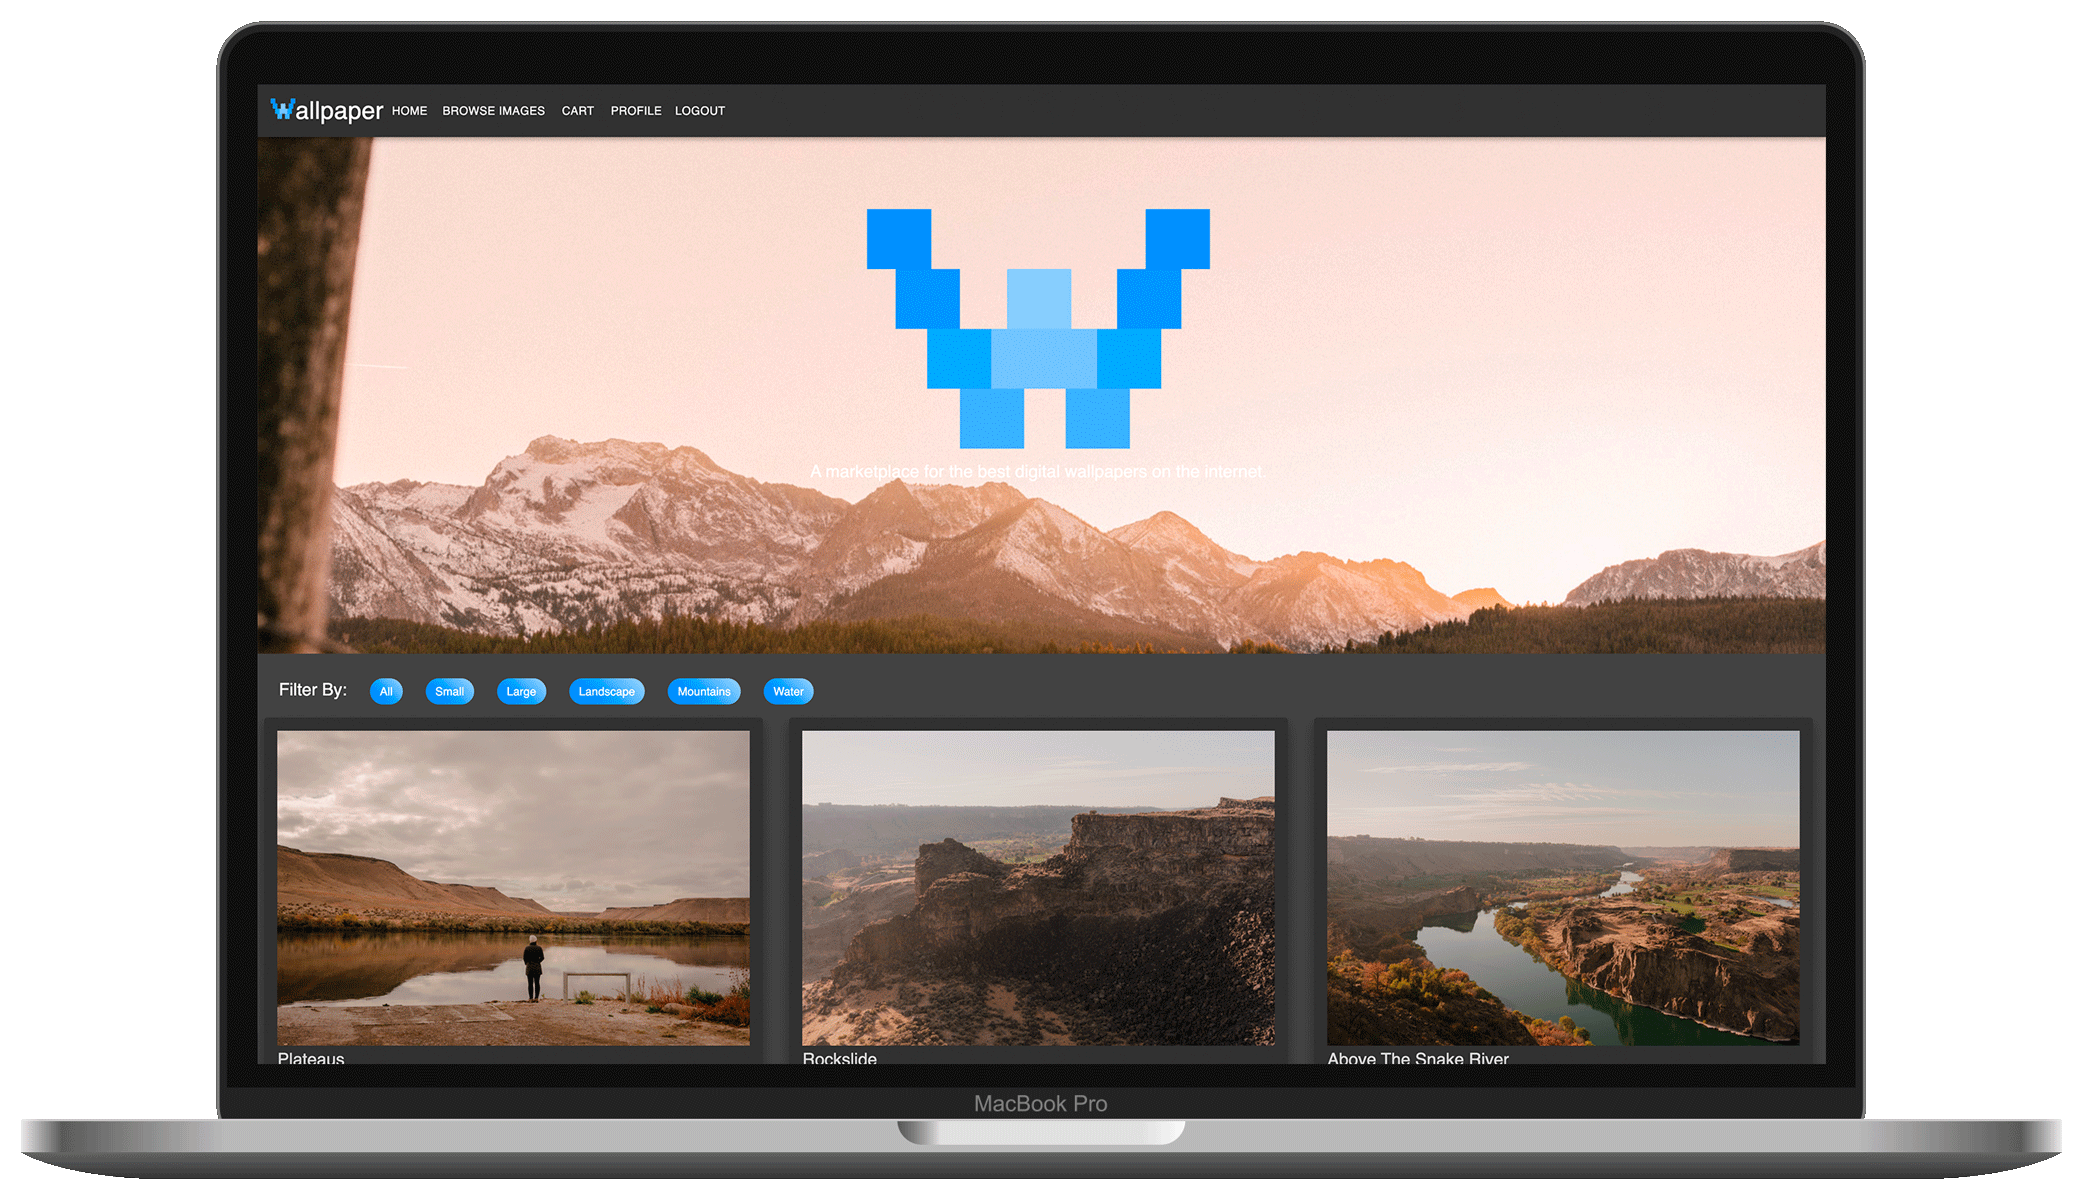 Wallpaper HOME BROWSE IMAGES CART PROFILE LOGOUT
A marketplace for the best digital wallpapers on the internet.
Filter By: All Small Large Landscape Mountains Water
Plateaus Rockslide Above The Snake River
MacBook Pro